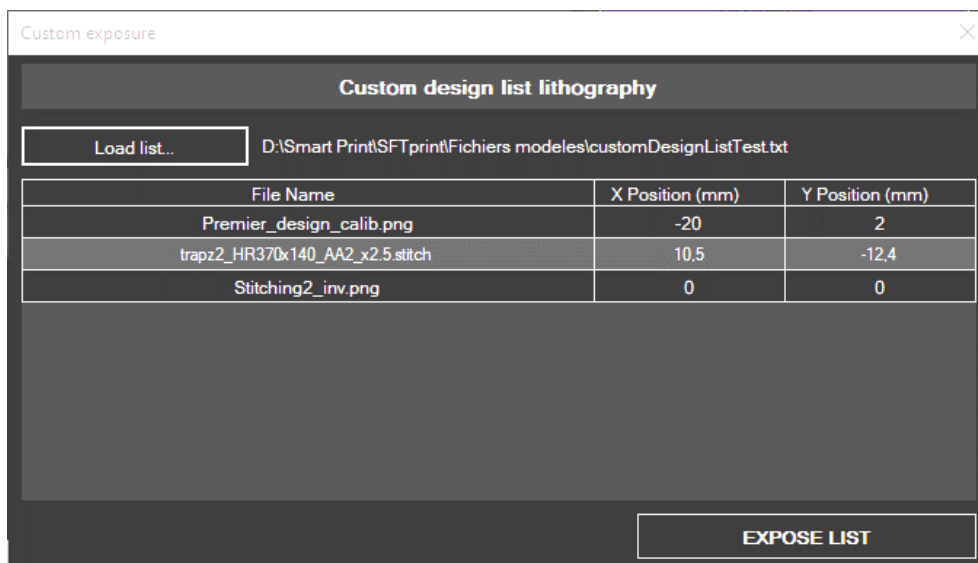 Custom exposure
Custom design list lithography
Load list... D:\Smart Print\SFTprint\Fichiers modeles\customDesignListTest.txt
File Name X Position (mm) Y Position (mm)
Premier_design_calib.png -20 2
trapz2_HR370x140_AA2_x2.5.stitch 10,5 -12,4
Stitching2_inv.png 0 0
EXPOSE LIST